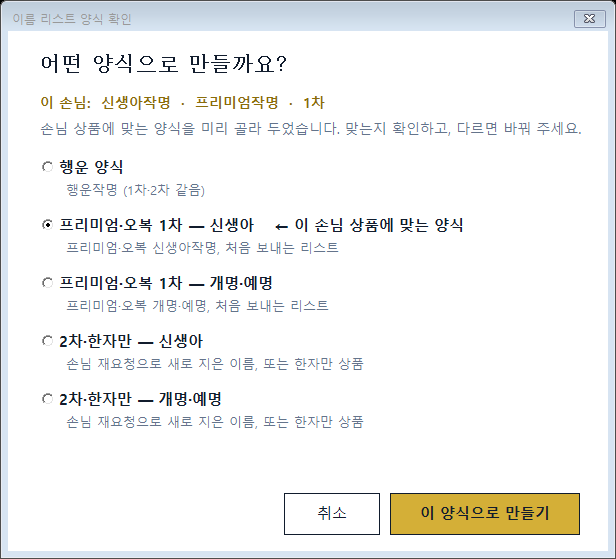 이름 리스트 양식 확인
어떤 양식으로 만들까요?
이 손님: 신생아작명 · 프리미엄작명 · 1차
손님 상품에 맞는 양식을 미리 골라 두었습니다. 맞는지 확인하고, 다르면 바꿔 주세요.
행운 양식
행운작명 (1차·2차 같음)
프리미엄·오복 1차 — 신생아 ← 이 손님 상품에 맞는 양식
프리미엄·오복 신생아작명, 처음 보내는 리스트
프리미엄·오복 1차 — 개명·예명
프리미엄·오복 개명·예명, 처음 보내는 리스트
2차·한자만 — 신생아
손님 재요청으로 새로 지은 이름, 또는 한자만 상품
2차·한자만 — 개명·예명
손님 재요청으로 새로 지은 이름, 또는 한자만 상품
취소 이 양식으로 만들기